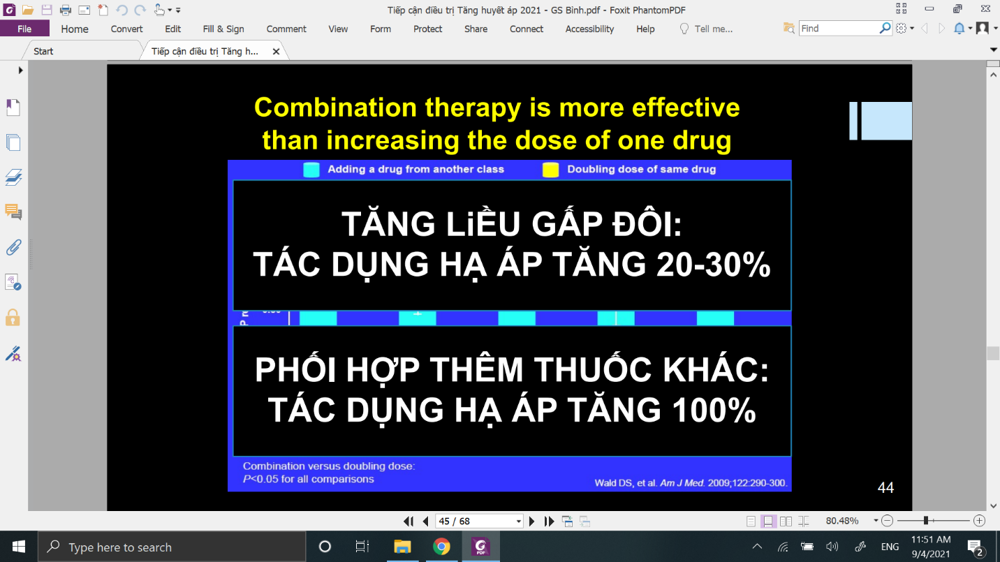 Tiếp cận điều trị Tăng huyết áp 2021 - GS Binh.pdf - Foxit PhantomPDF
File Home Convert Edit Fill & Sign Comment View Form Protect Share Connect Accessibility Help Tell me... Find
Start Tiếp cận điều trị Tăng h...
Combination therapy is more effective
than increasing the dose of one drug
Adding a drug from another class Doubling dose of same drug
TĂNG LiỀU GẤP ĐÔI:
TÁC DỤNG HẠ ÁP TĂNG 20-30%
PHỐI HỢP THÊM THUỐC KHÁC:
TÁC DỤNG HẠ ÁP TĂNG 100%
Combination versus doubling dose:
P<0.05 for all comparisons
Wald DS, et al. Am J Med. 2009;122:290-300.
44
45 / 68 80.48%
Type here to search ENG 11:51 AM
9/4/2021 2